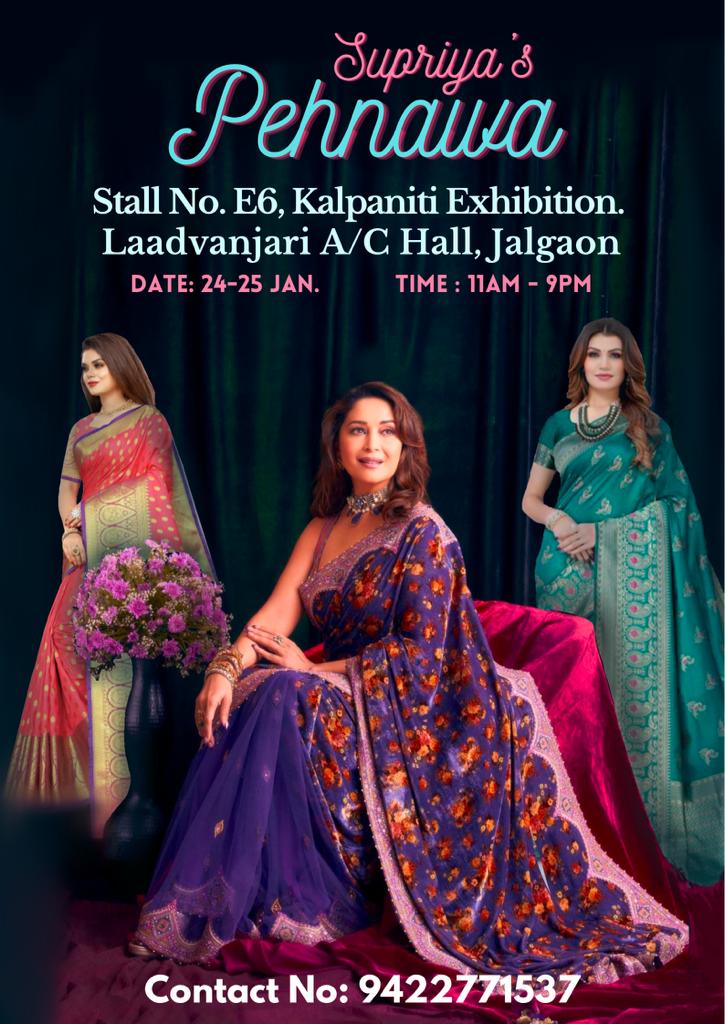 Supriya's
Pehnawa
Stall No. E6, Kalpaniti Exhibition.
Laadvanjari A/C Hall, Jalgaon
DATE: 24-25 JAN. TIME : 11AM - 9PM
Contact No: 9422771537